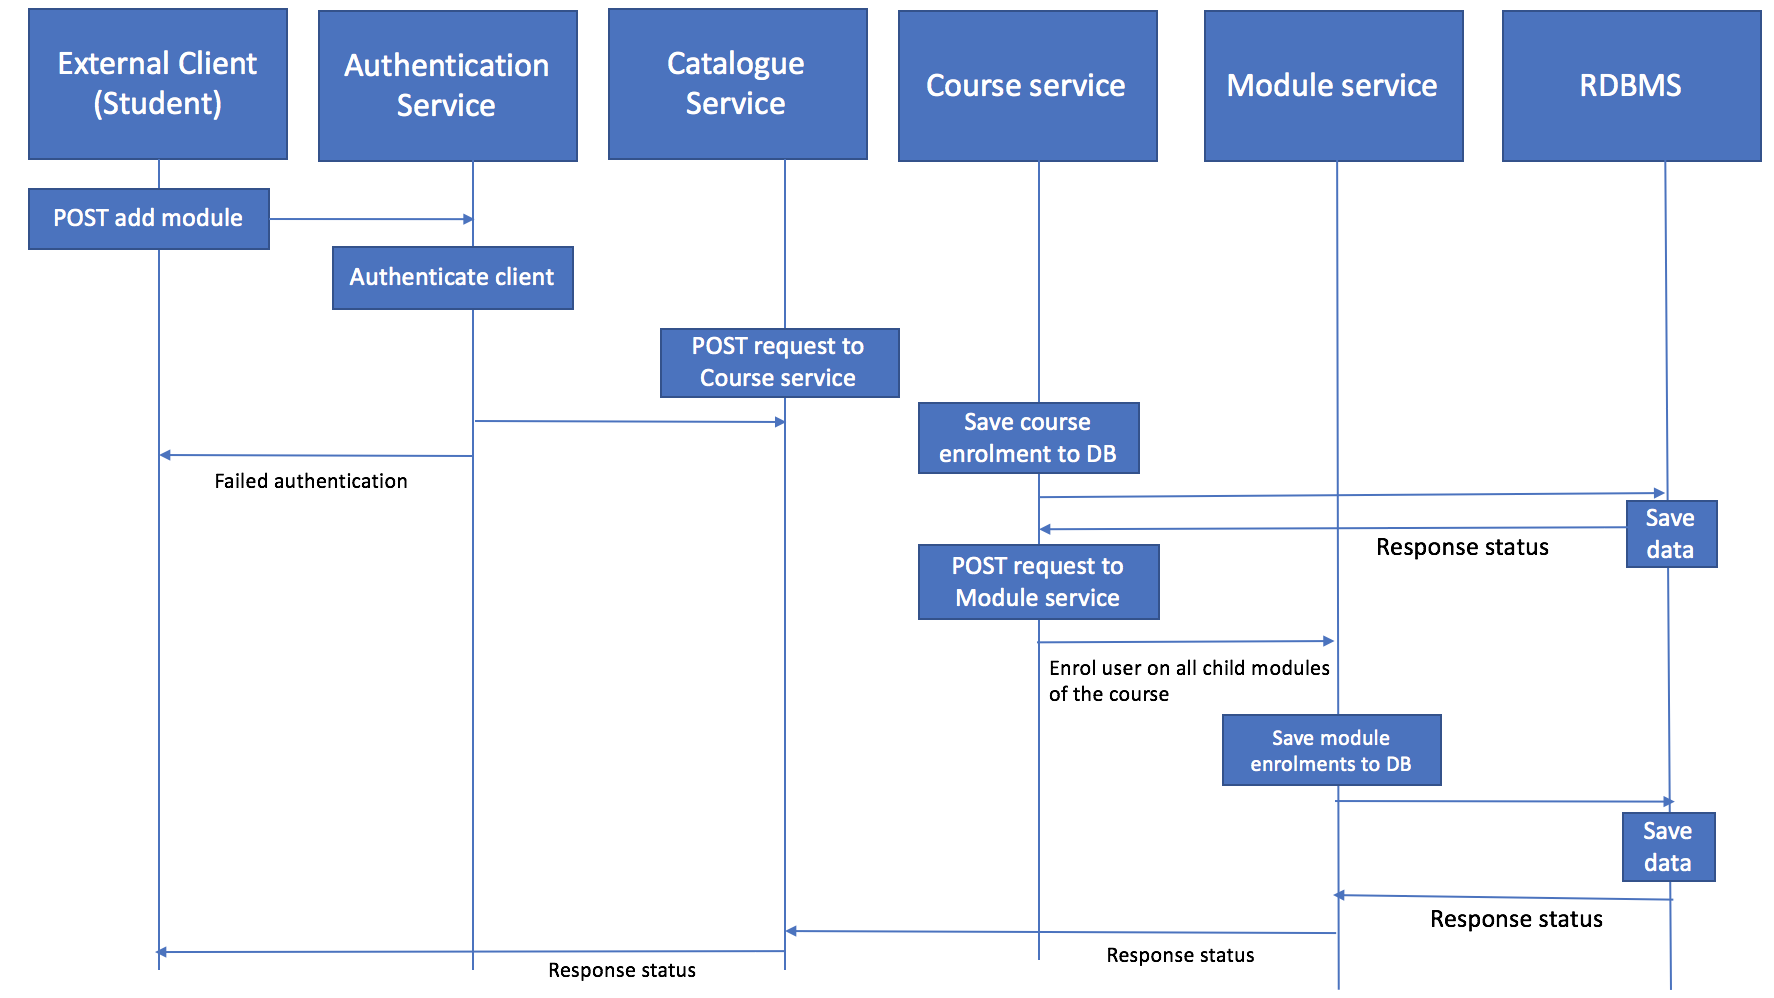 External Client
(Student)
Authentication
Service
Catalogue
Service
Course service
Module service
RDBMS
POST add module
Authenticate client
POST request to
Course service
Save course
enrolment to DB
Failed authentication
Save
data
Response status
POST request to
Module service
Enrol user on all child modules
of the course
Save module
enrolments to DB
Save
data
Response status
Response status
Response status